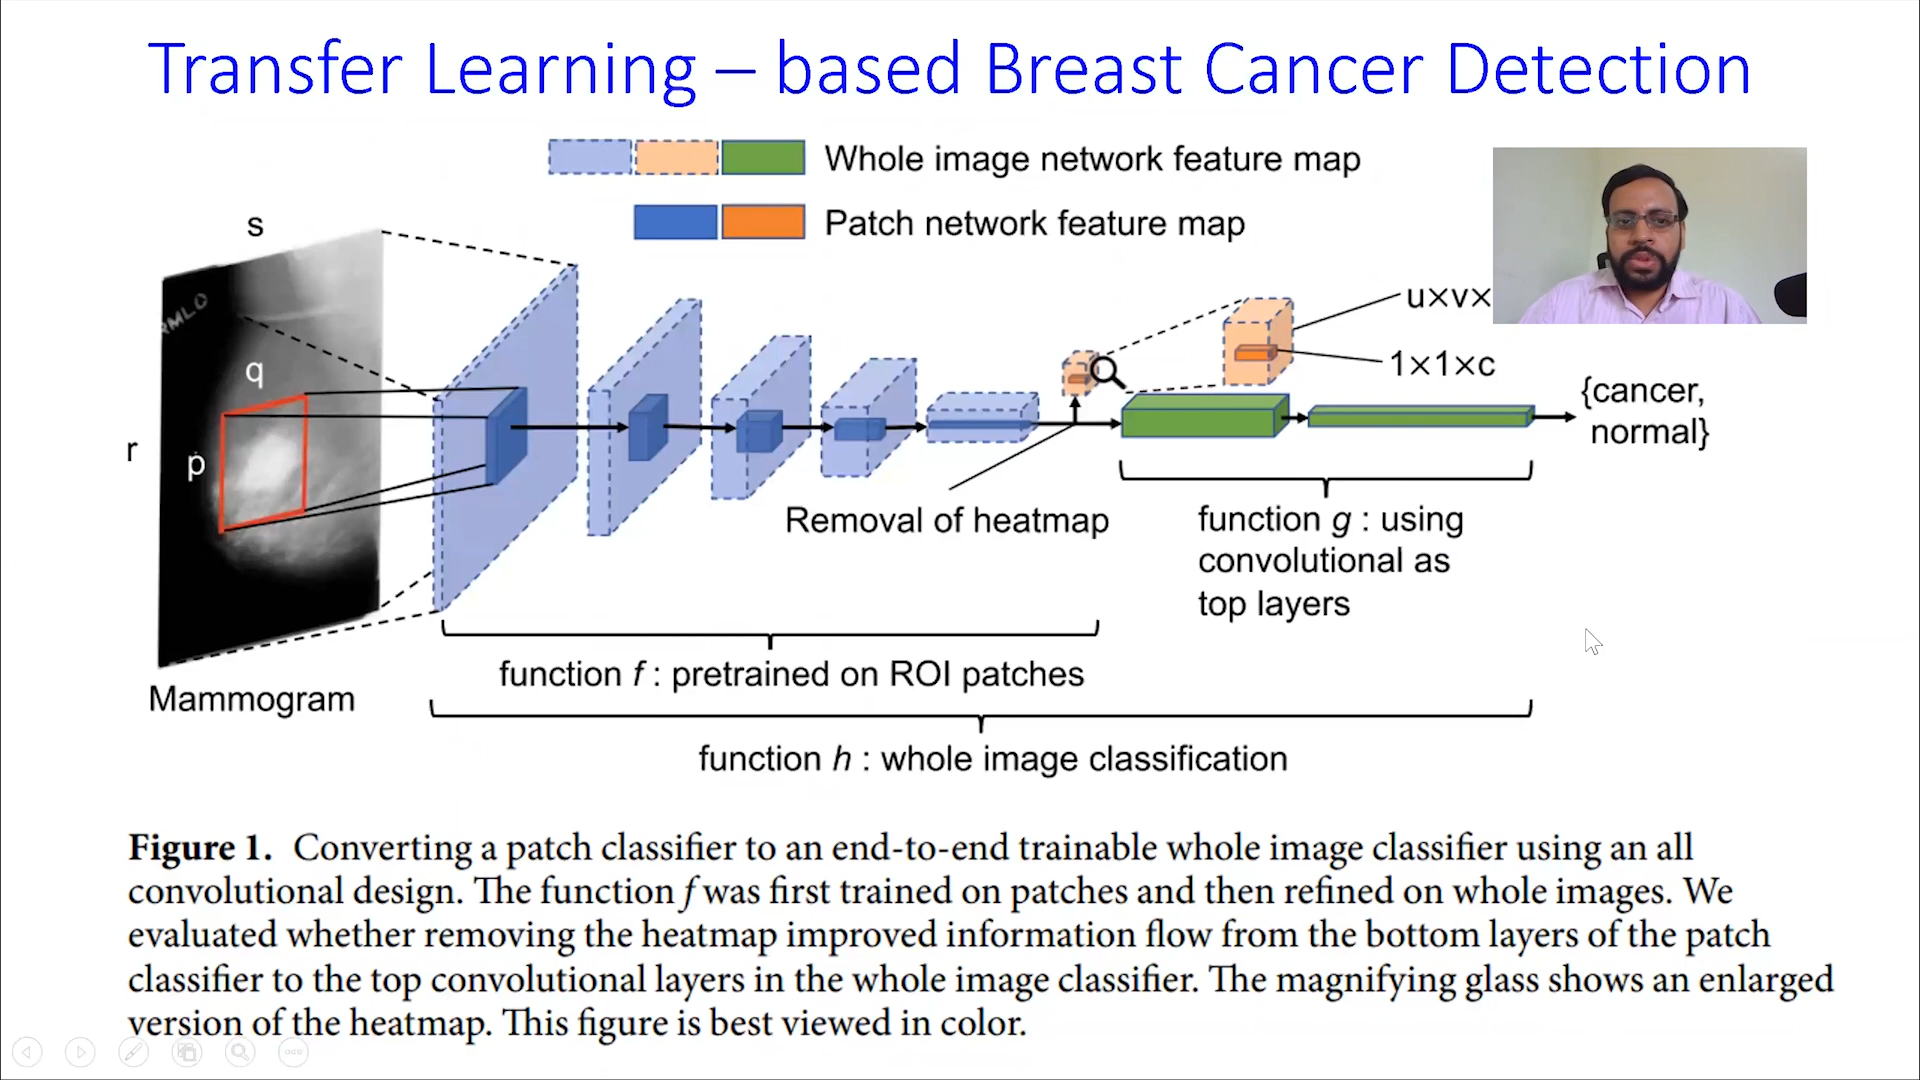 Transfer Learning – based Breast Cancer Detection
Whole image network feature map
Patch network feature map
s
RMLO
q
r
p
u×v×
1×1×c
{cancer,
normal}
Removal of heatmap
function g : using
convolutional as
top layers
function f : pretrained on ROI patches
Mammogram
function h : whole image classification
Figure 1. Converting a patch classifier to an end-to-end trainable whole image classifier using an all
convolutional design. The function f was first trained on patches and then refined on whole images. We
evaluated whether removing the heatmap improved information flow from the bottom layers of the patch
classifier to the top convolutional layers in the whole image classifier. The magnifying glass shows an enlarged
version of the heatmap. This figure is best viewed in color.